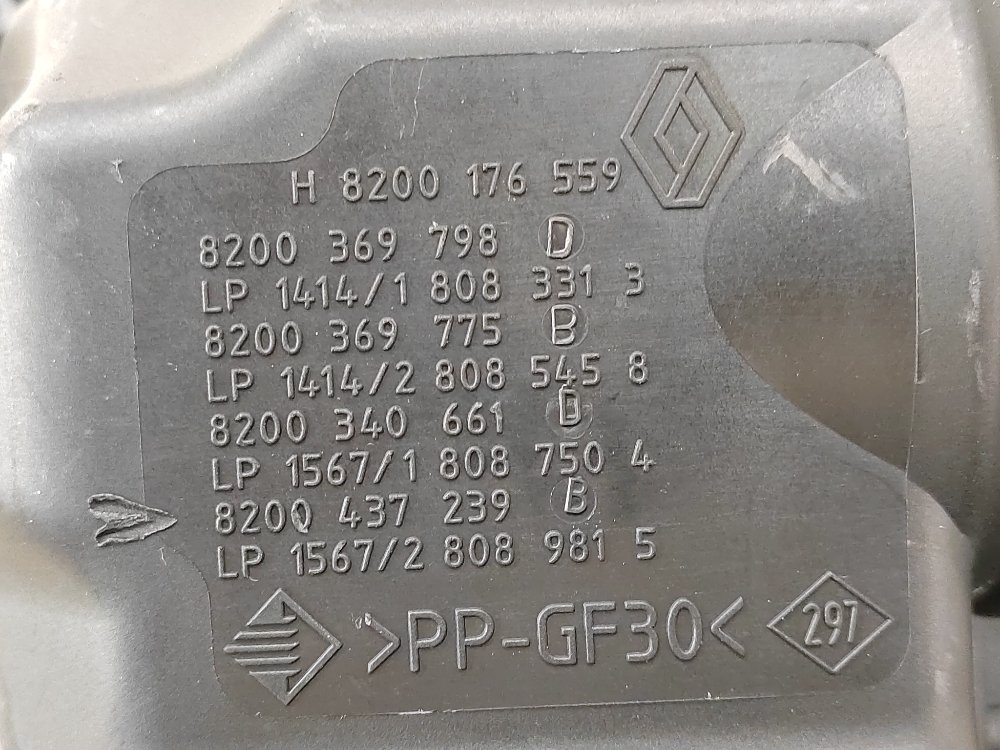 H 8200 176 559
8200 369 798 D
LP 1414/1 808 331 3
8200 369 775 B
LP 1414/2 808 545 8
8200 340 661 D
LP 1567/1 808 750 4
8200 437 239 B
LP 1567/2 808 981 5
>PP-GF30< 297